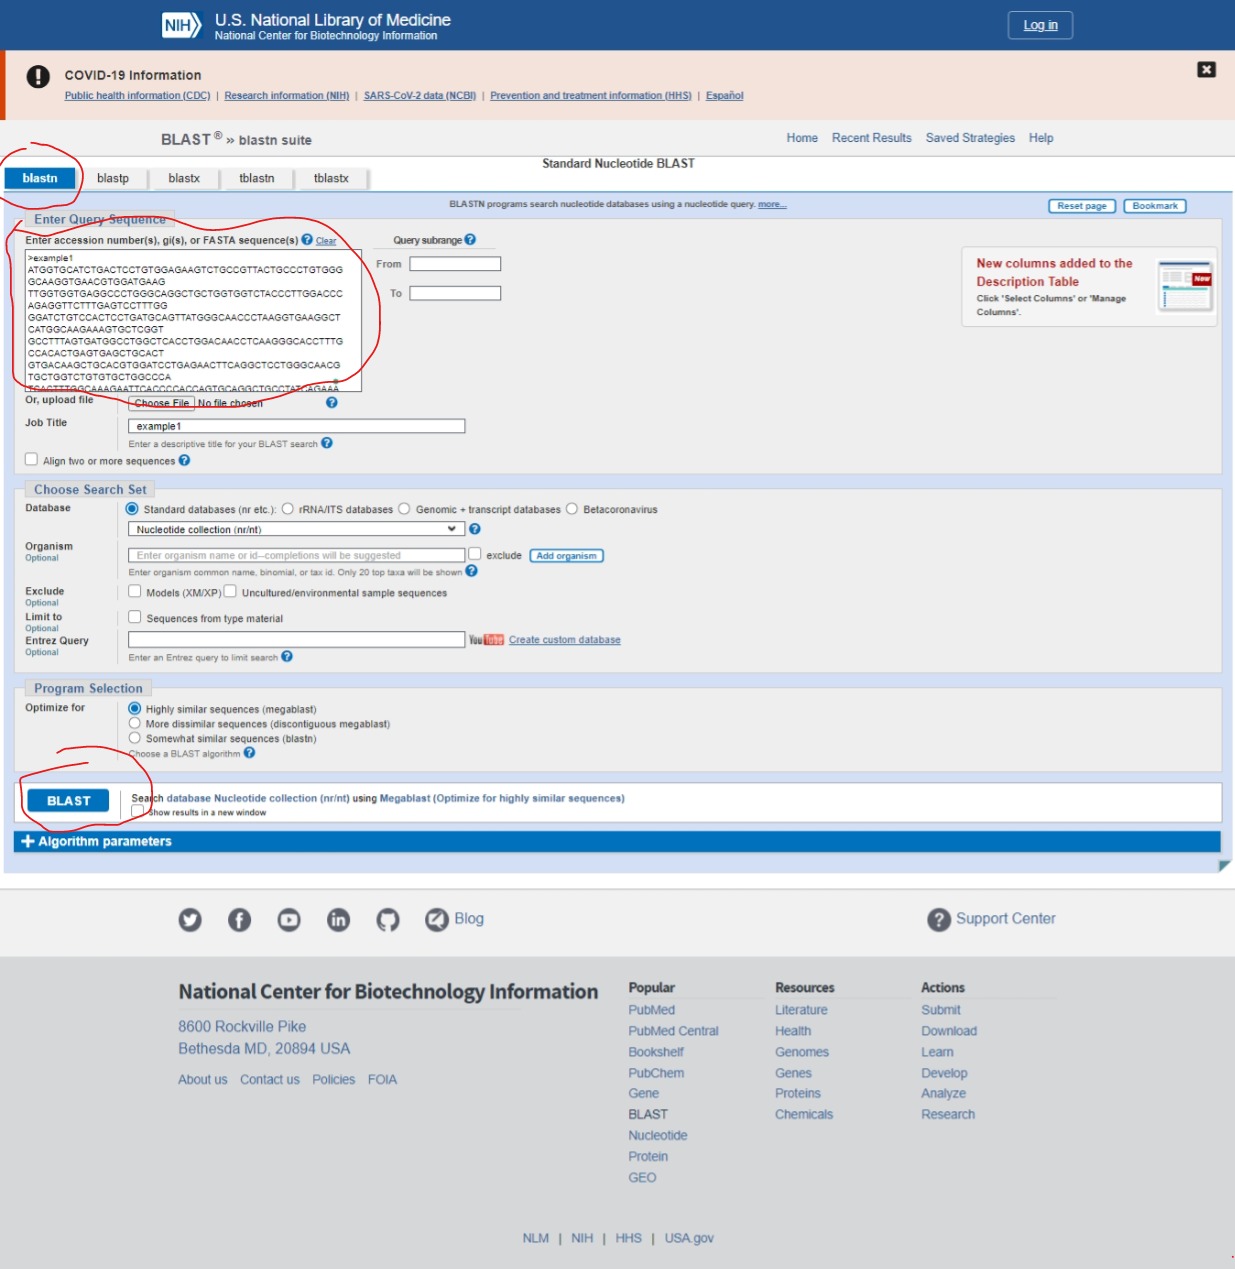 NIH U.S. National Library of Medicine
National Center for Biotechnology Information
Log in
COVID-19 Information
Public health information (CDC) | Research information (NIH) | SARS-CoV-2 data (NCBI) | Prevention and treatment information (HHS) | Español
BLAST ® » blastn suite
Home Recent Results Saved Strategies Help
Standard Nucleotide BLAST
blastn blastp blastx tblastn tblastx
BLASTN programs search nucleotide databases using a nucleotide query. more...
Reset page Bookmark
Enter Query Sequence
Enter accession number(s), gi(s), or FASTA sequence(s) ? Clear
Query subrange ?
>example1
ATGGTGCATCTGACTCCTGTGGAGAAGTCTGCCGTTACTGCCCTGTGGG
GCAAGGTGAACGTGGATGAAG
TTGGTGGTGAGGCCCTGGGCAGGCTGCTGGTGGTCTACCCTTGGACCC
AGAGGTTCTTTGAGTCCTTTGG
GGATCTGTCCACTCCTGATGCAGTTATGGGCAACCCTAAGGTGAAGGCT
CATGGCAAGAAAGTGCTCGGT
GCCTTTAGTGATGGCCTGGCTCACCTGGACAACCTCAAGGGCACCTTTG
CCACACTGAGTGAGCTGCACT
GTGACAAGCTGCACGTGGATCCTGAGAACTTCAGGCTCCTGGGCAACG
TGCTGGTCTGTGTGCTGGCCCA
TCACTTTGGCAAAGAATTCACCCCACCAGTGCAGGCTGCCTATCAGAAA
From
To
New columns added to the
Description Table
Click 'Select Columns' or 'Manage
Columns'.
New
Or, upload file Choose File No file chosen ?
Job Title example1
Enter a descriptive title for your BLAST search ?
Align two or more sequences ?
Choose Search Set
Database Standard databases (nr etc.): rRNA/ITS databases Genomic + transcript databases Betacoronavirus
Nucleotide collection (nr/nt) ?
Organism
Optional
Enter organism name or id--completions will be suggested exclude Add organism
Enter organism common name, binomial, or tax id. Only 20 top taxa will be shown ?
Exclude
Optional
Models (XM/XP) Uncultured/environmental sample sequences
Limit to
Optional
Sequences from type material
Entrez Query
Optional
YouTube Create custom database
Enter an Entrez query to limit search ?
Program Selection
Optimize for Highly similar sequences (megablast)
More dissimilar sequences (discontiguous megablast)
Somewhat similar sequences (blastn)
Choose a BLAST algorithm ?
BLAST Search database Nucleotide collection (nr/nt) using Megablast (Optimize for highly similar sequences)
Show results in a new window
+ Algorithm parameters
Blog
? Support Center
National Center for Biotechnology Information
8600 Rockville Pike
Bethesda MD, 20894 USA
About us Contact us Policies FOIA
Popular
PubMed
PubMed Central
Bookshelf
PubChem
Gene
BLAST
Nucleotide
Protein
GEO
Resources
Literature
Health
Genomes
Genes
Proteins
Chemicals
Actions
Submit
Download
Learn
Develop
Analyze
Research
NLM | NIH | HHS | USA.gov